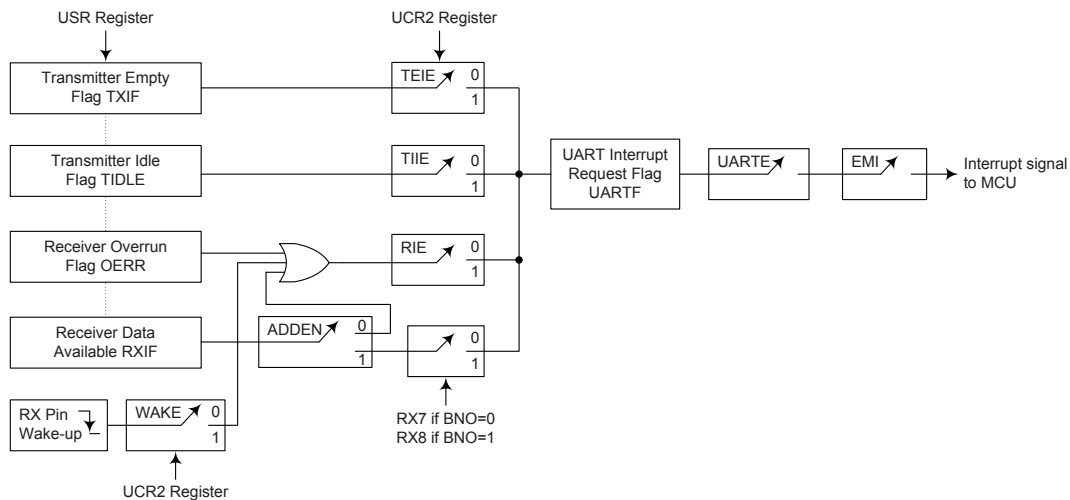 USR Register
UCR2 Register
Transmitter Empty
Flag TXIF
TEIE
0
1
Transmitter Idle
Flag TIDLE
TIIE
0
1
UART Interrupt
Request Flag
UARTF
UARTE
EMI
Interrupt signal
to MCU
Receiver Overrun
Flag OERR
RIE
0
1
Receiver Data
Available RXIF
ADDEN
0
1
0
1
RX7 if BNO=0
RX8 if BNO=1
RX Pin
Wake-up
WAKE
0
1
UCR2 Register